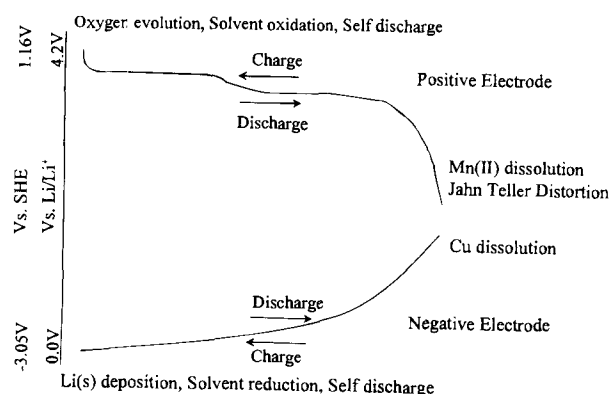 Oxygen evolution, Solvent oxidation, Self discharge
1.16V
4.2V
Charge
Positive Electrode
Discharge
Mn(II) dissolution
Jahn Teller Distortion
Vs. SHE
Vs. Li/Li⁺
Cu dissolution
Discharge
Negative Electrode
Charge
-3.05V
0.0V
Li(s) deposition, Solvent reduction, Self discharge